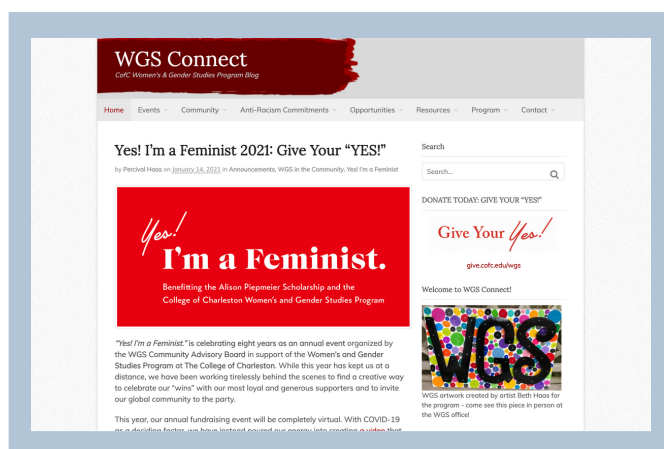 WGS Connect
CofC Women's & Gender Studies Program Blog
Home Events Community Anti-Racism Commitments Opportunities Resources Program Contact
Yes! I'm a Feminist 2021: Give Your “YES!”
by Percival Haas on January 14, 2021 in Announcements, WGS in the Community, Yes! I'm a Feminist
Yes!
I'm a Feminist.
Benefitting the Alison Piepmeier Scholarship and the
College of Charleston Women's and Gender Studies Program
“Yes! I'm a Feminist.” is celebrating eight years as an annual event organized by
the WGS Community Advisory Board in support of the Women's and Gender
Studies Program at The College of Charleston. While this year has kept us at a
distance, we have been working tirelessly behind the scenes to find a creative way
to celebrate our “wins” with our most loyal and generous supporters and to invite
our global community to the party.
This year, our annual fundraising event will be completely virtual. With COVID-19
as a deciding factor, we have instead poured our energy into creating a video that
Search
Search...
DONATE TODAY: GIVE YOUR “YES!”
Give Your Yes!
give.cofc.edu/wgs
Welcome to WGS Connect!
WGS
WGS artwork created by artist Beth Haas for
the program - come see this piece in person at
the WGS office!